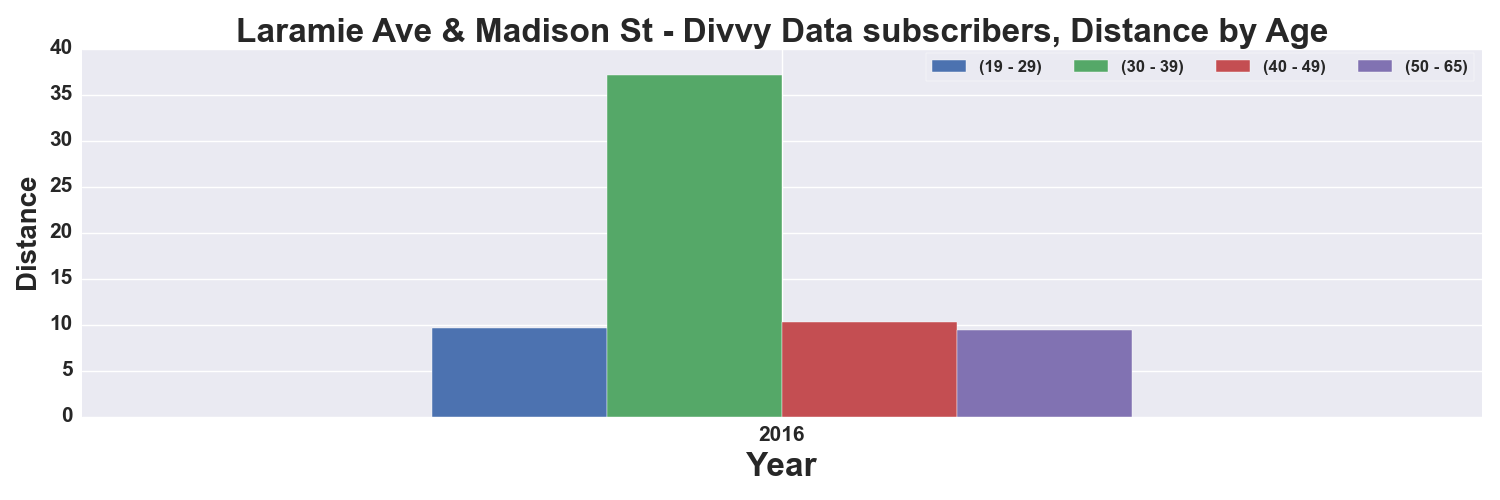 Laramie Ave & Madison St - Divvy Data subscribers, Distance by Age
(19 - 29) (30 - 39) (40 - 49) (50 - 65)
40
35
30
25
20
15
10
5
0
Distance
2016
Year